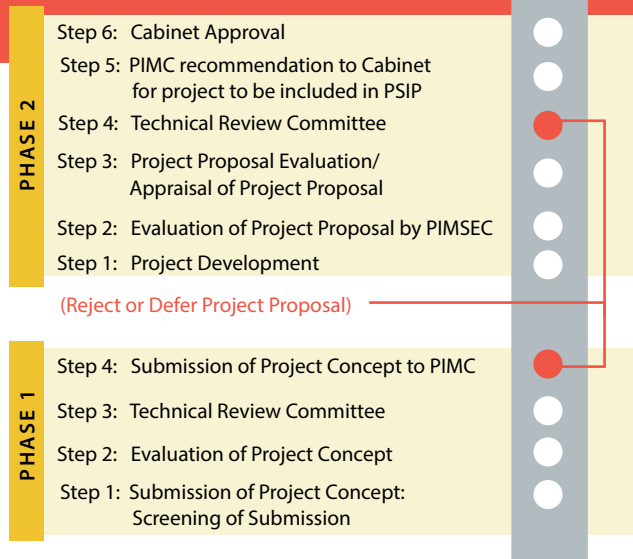 PHASE 2
Step 6: Cabinet Approval
Step 5: PIMC recommendation to Cabinet
for project to be included in PSIP
Step 4: Technical Review Committee
Step 3: Project Proposal Evaluation/
Appraisal of Project Proposal
Step 2: Evaluation of Project Proposal by PIMSEC
Step 1: Project Development
(Reject or Defer Project Proposal)
PHASE 1
Step 4: Submission of Project Concept to PIMC
Step 3: Technical Review Committee
Step 2: Evaluation of Project Concept
Step 1: Submission of Project Concept:
Screening of Submission